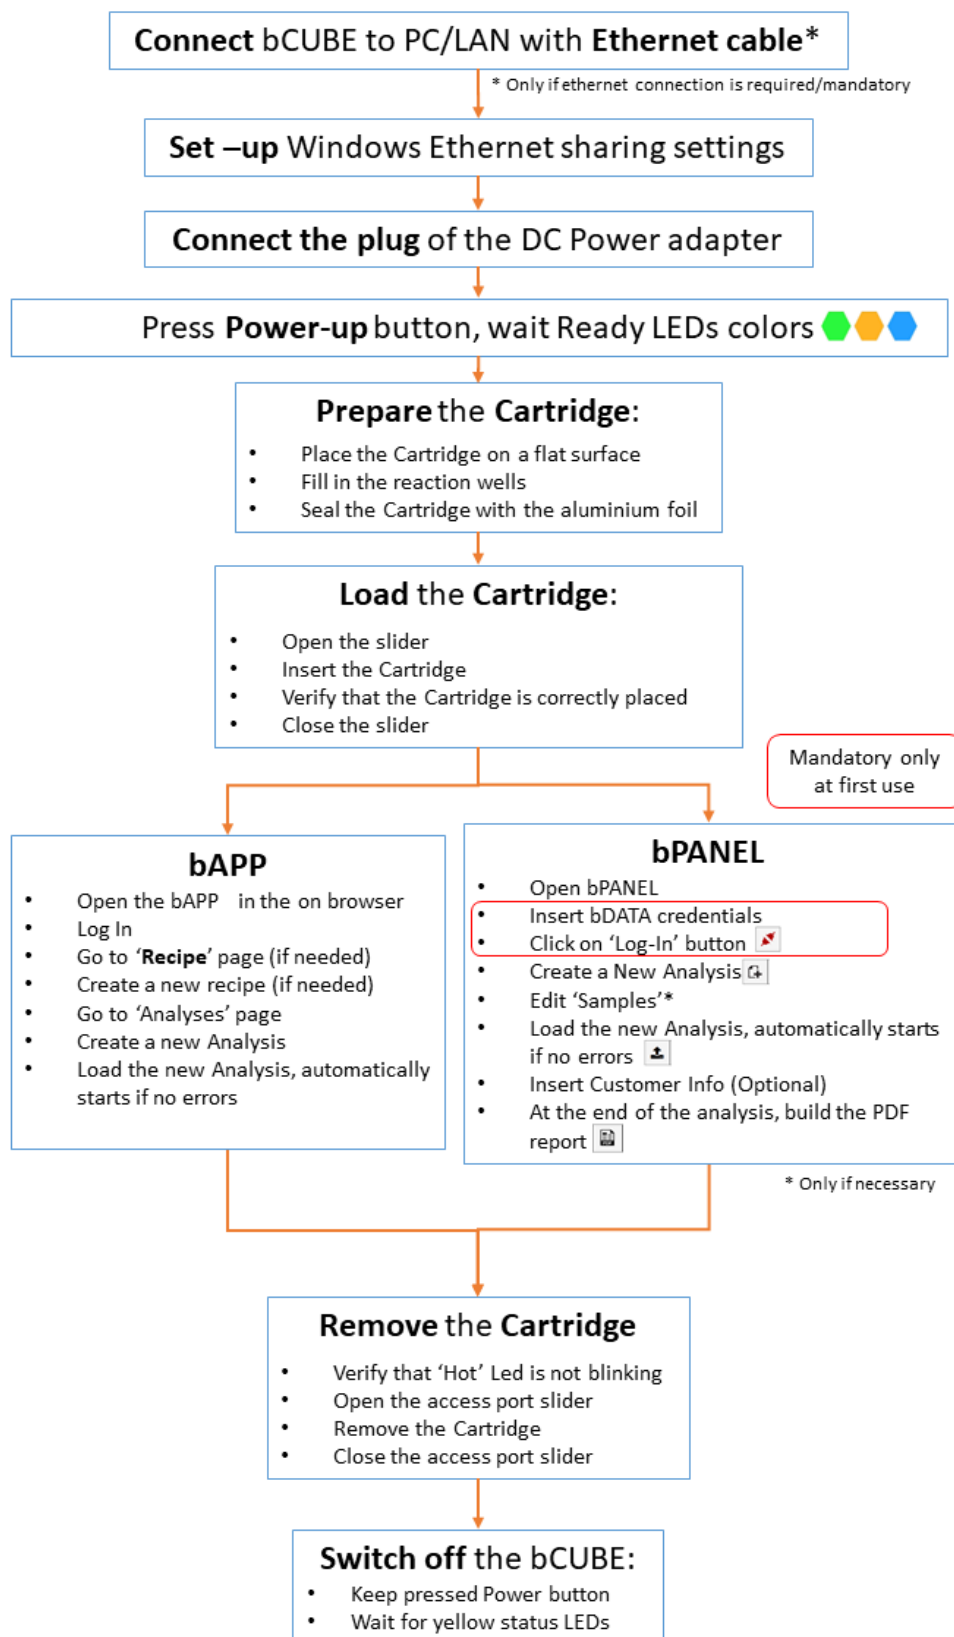 Connect bCUBE to PC/LAN with Ethernet cable*
* Only if ethernet connection is required/mandatory
Set –up Windows Ethernet sharing settings
Connect the plug of the DC Power adapter
Press Power-up button, wait Ready LEDs colors
Prepare the Cartridge:
• Place the Cartridge on a flat surface
• Fill in the reaction wells
• Seal the Cartridge with the aluminium foil
Load the Cartridge:
• Open the slider
• Insert the Cartridge
• Verify that the Cartridge is correctly placed
• Close the slider
Mandatory only
at first use
bAPP
• Open the bAPP in the on browser
• Log In
• Go to ‘Recipe’ page (if needed)
• Create a new recipe (if needed)
• Go to ‘Analyses’ page
• Create a new Analysis
• Load the new Analysis, automatically
starts if no errors
bPANEL
• Open bPANEL
• Insert bDATA credentials
• Click on ‘Log-In’ button
• Create a New Analysis
• Edit ‘Samples’*
• Load the new Analysis, automatically starts
if no errors
• Insert Customer Info (Optional)
• At the end of the analysis, build the PDF
report
* Only if necessary
Remove the Cartridge
• Verify that ‘Hot’ Led is not blinking
• Open the access port slider
• Remove the Cartridge
• Close the access port slider
Switch off the bCUBE:
• Keep pressed Power button
• Wait for yellow status LEDs